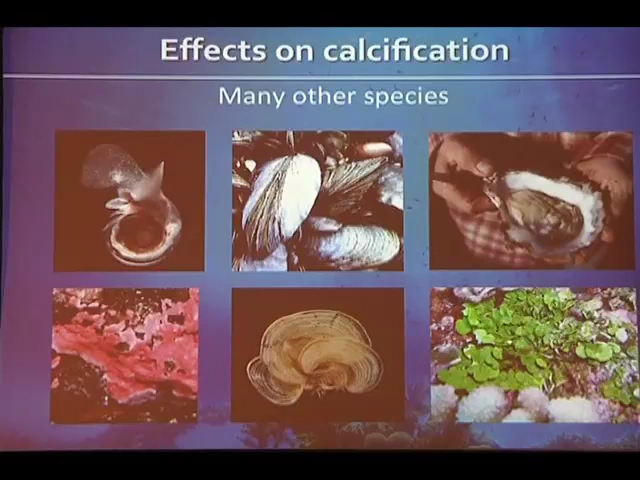 Effects on calcification
Many other species